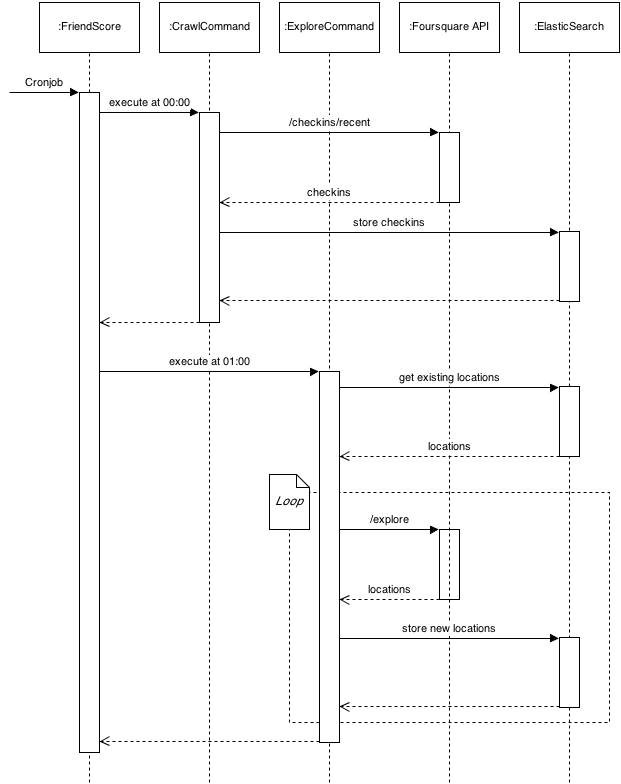 :FriendScore
:CrawlCommand
:ExploreCommand
:Foursquare API
:ElasticSearch
Cronjob
execute at 00:00
/checkins/recent
checkins
store checkins
execute at 01:00
get existing locations
locations
Loop
/explore
locations
store new locations